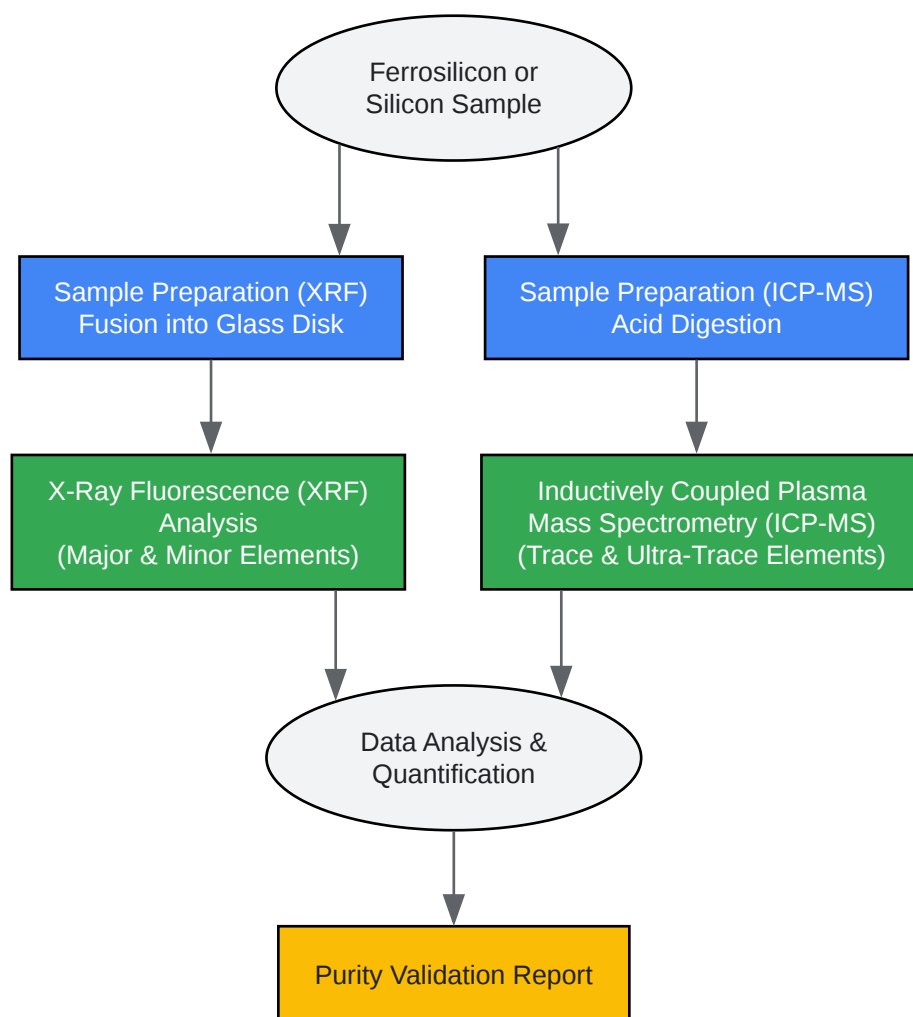 Ferrosilicon or
Silicon Sample
Sample Preparation (XRF)
Fusion into Glass Disk
Sample Preparation (ICP-MS)
Acid Digestion
X-Ray Fluorescence (XRF)
Analysis
(Major & Minor Elements)
Inductively Coupled Plasma
Mass Spectrometry (ICP-MS)
(Trace & Ultra-Trace Elements)
Data Analysis &
Quantification
Purity Validation Report